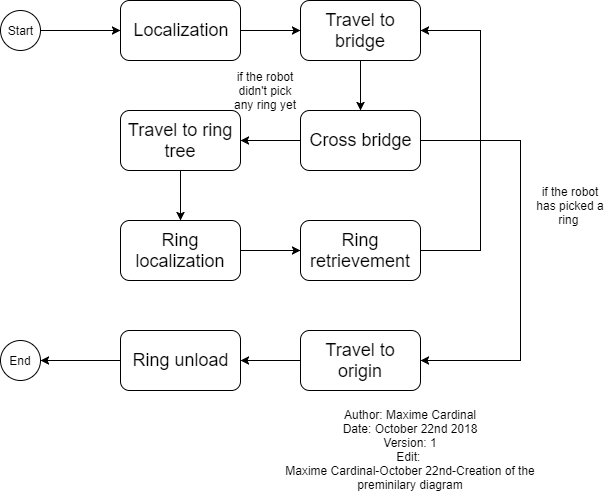 Start
Localization
Travel to
bridge
if the robot
didn't pick
any ring yet
Travel to ring
tree
Cross bridge
if the robot
has picked a
ring
Ring
localization
Ring
retrievement
End
Ring unload
Travel to
origin
Author: Maxime Cardinal
Date: October 22nd 2018
Version: 1
Edit:
Maxime Cardinal-October 22nd-Creation of the
preminilary diagram